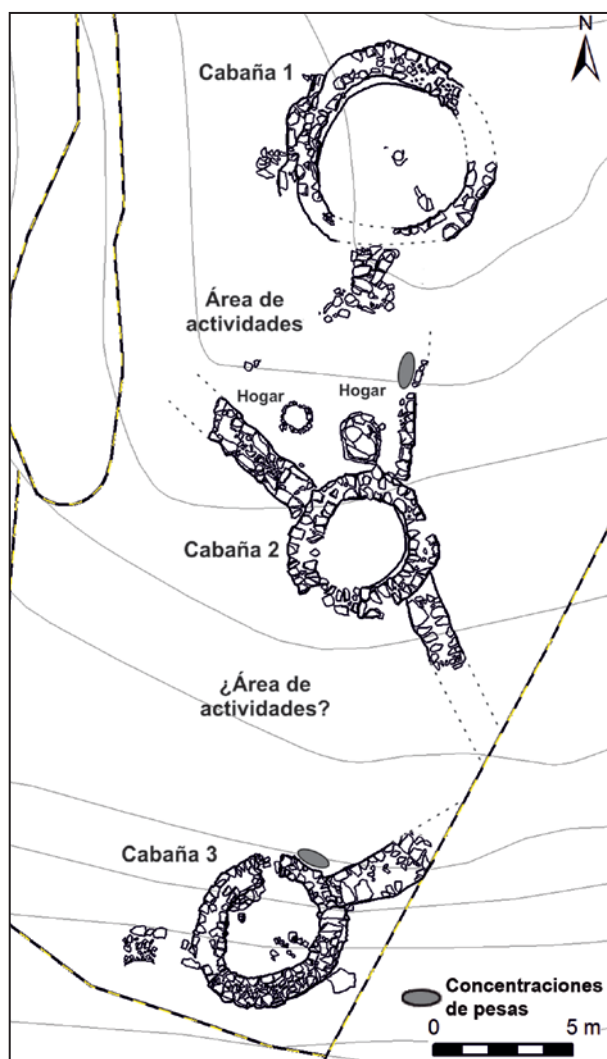 N
Cabaña 1
Área de
actividades
Hogar
Hogar
Cabaña 2
¿Área de
actividades?
Cabaña 3
Concentraciones
de pesas
0 5 m